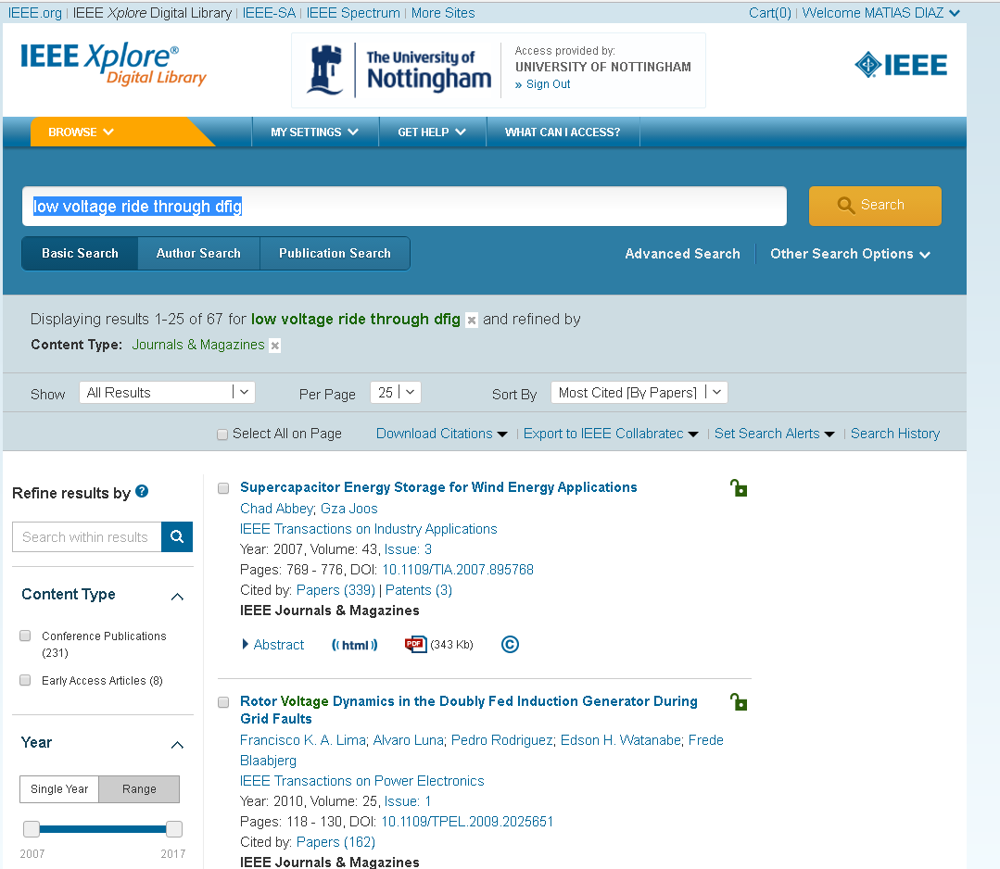 IEEE.org | IEEE Xplore Digital Library | IEEE-SA | IEEE Spectrum | More Sites
Cart(0) | Welcome MATIAS DIAZ
IEEE Xplore®
Digital Library
The University of
Nottingham
Access provided by:
UNIVERSITY OF NOTTINGHAM
» Sign Out
IEEE
BROWSE
MY SETTINGS
GET HELP
WHAT CAN I ACCESS?
low voltage ride through dfig
Search
Basic Search
Author Search
Publication Search
Advanced Search
Other Search Options
Displaying results 1-25 of 67 for low voltage ride through dfig x and refined by
Content Type: Journals & Magazines x
Show All Results
Per Page 25
Sort By Most Cited [By Papers]
Select All on Page
Download Citations | Export to IEEE Collabratec | Set Search Alerts | Search History
Refine results by ?
Search within results
Content Type
Conference Publications
(231)
Early Access Articles (8)
Year
Single Year
Range
2007
2017
Supercapacitor Energy Storage for Wind Energy Applications
Chad Abbey; Gza Joos
IEEE Transactions on Industry Applications
Year: 2007, Volume: 43, Issue: 3
Pages: 769 - 776, DOI: 10.1109/TIA.2007.895768
Cited by: Papers (339) | Patents (3)
IEEE Journals & Magazines
Abstract
((html))
PDF (343 Kb)
©
Rotor Voltage Dynamics in the Doubly Fed Induction Generator During
Grid Faults
Francisco K. A. Lima; Alvaro Luna; Pedro Rodriguez; Edson H. Watanabe; Frede
Blaabjerg
IEEE Transactions on Power Electronics
Year: 2010, Volume: 25, Issue: 1
Pages: 118 - 130, DOI: 10.1109/TPEL.2009.2025651
Cited by: Papers (162)
IEEE Journals & Magazines